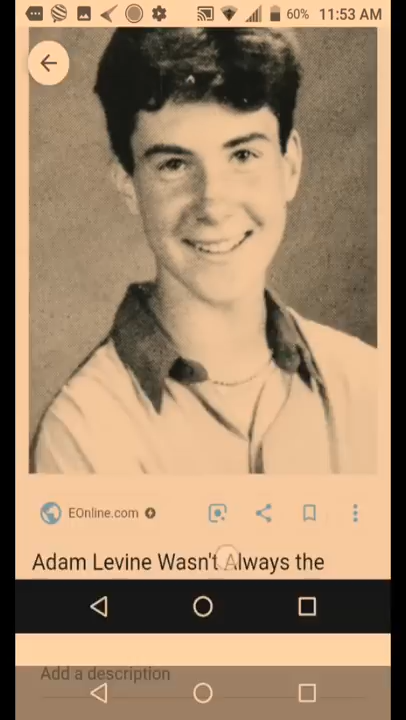 60% 11:53 AM
EOnline.com
Adam Levine Wasn't Always the
Add a description